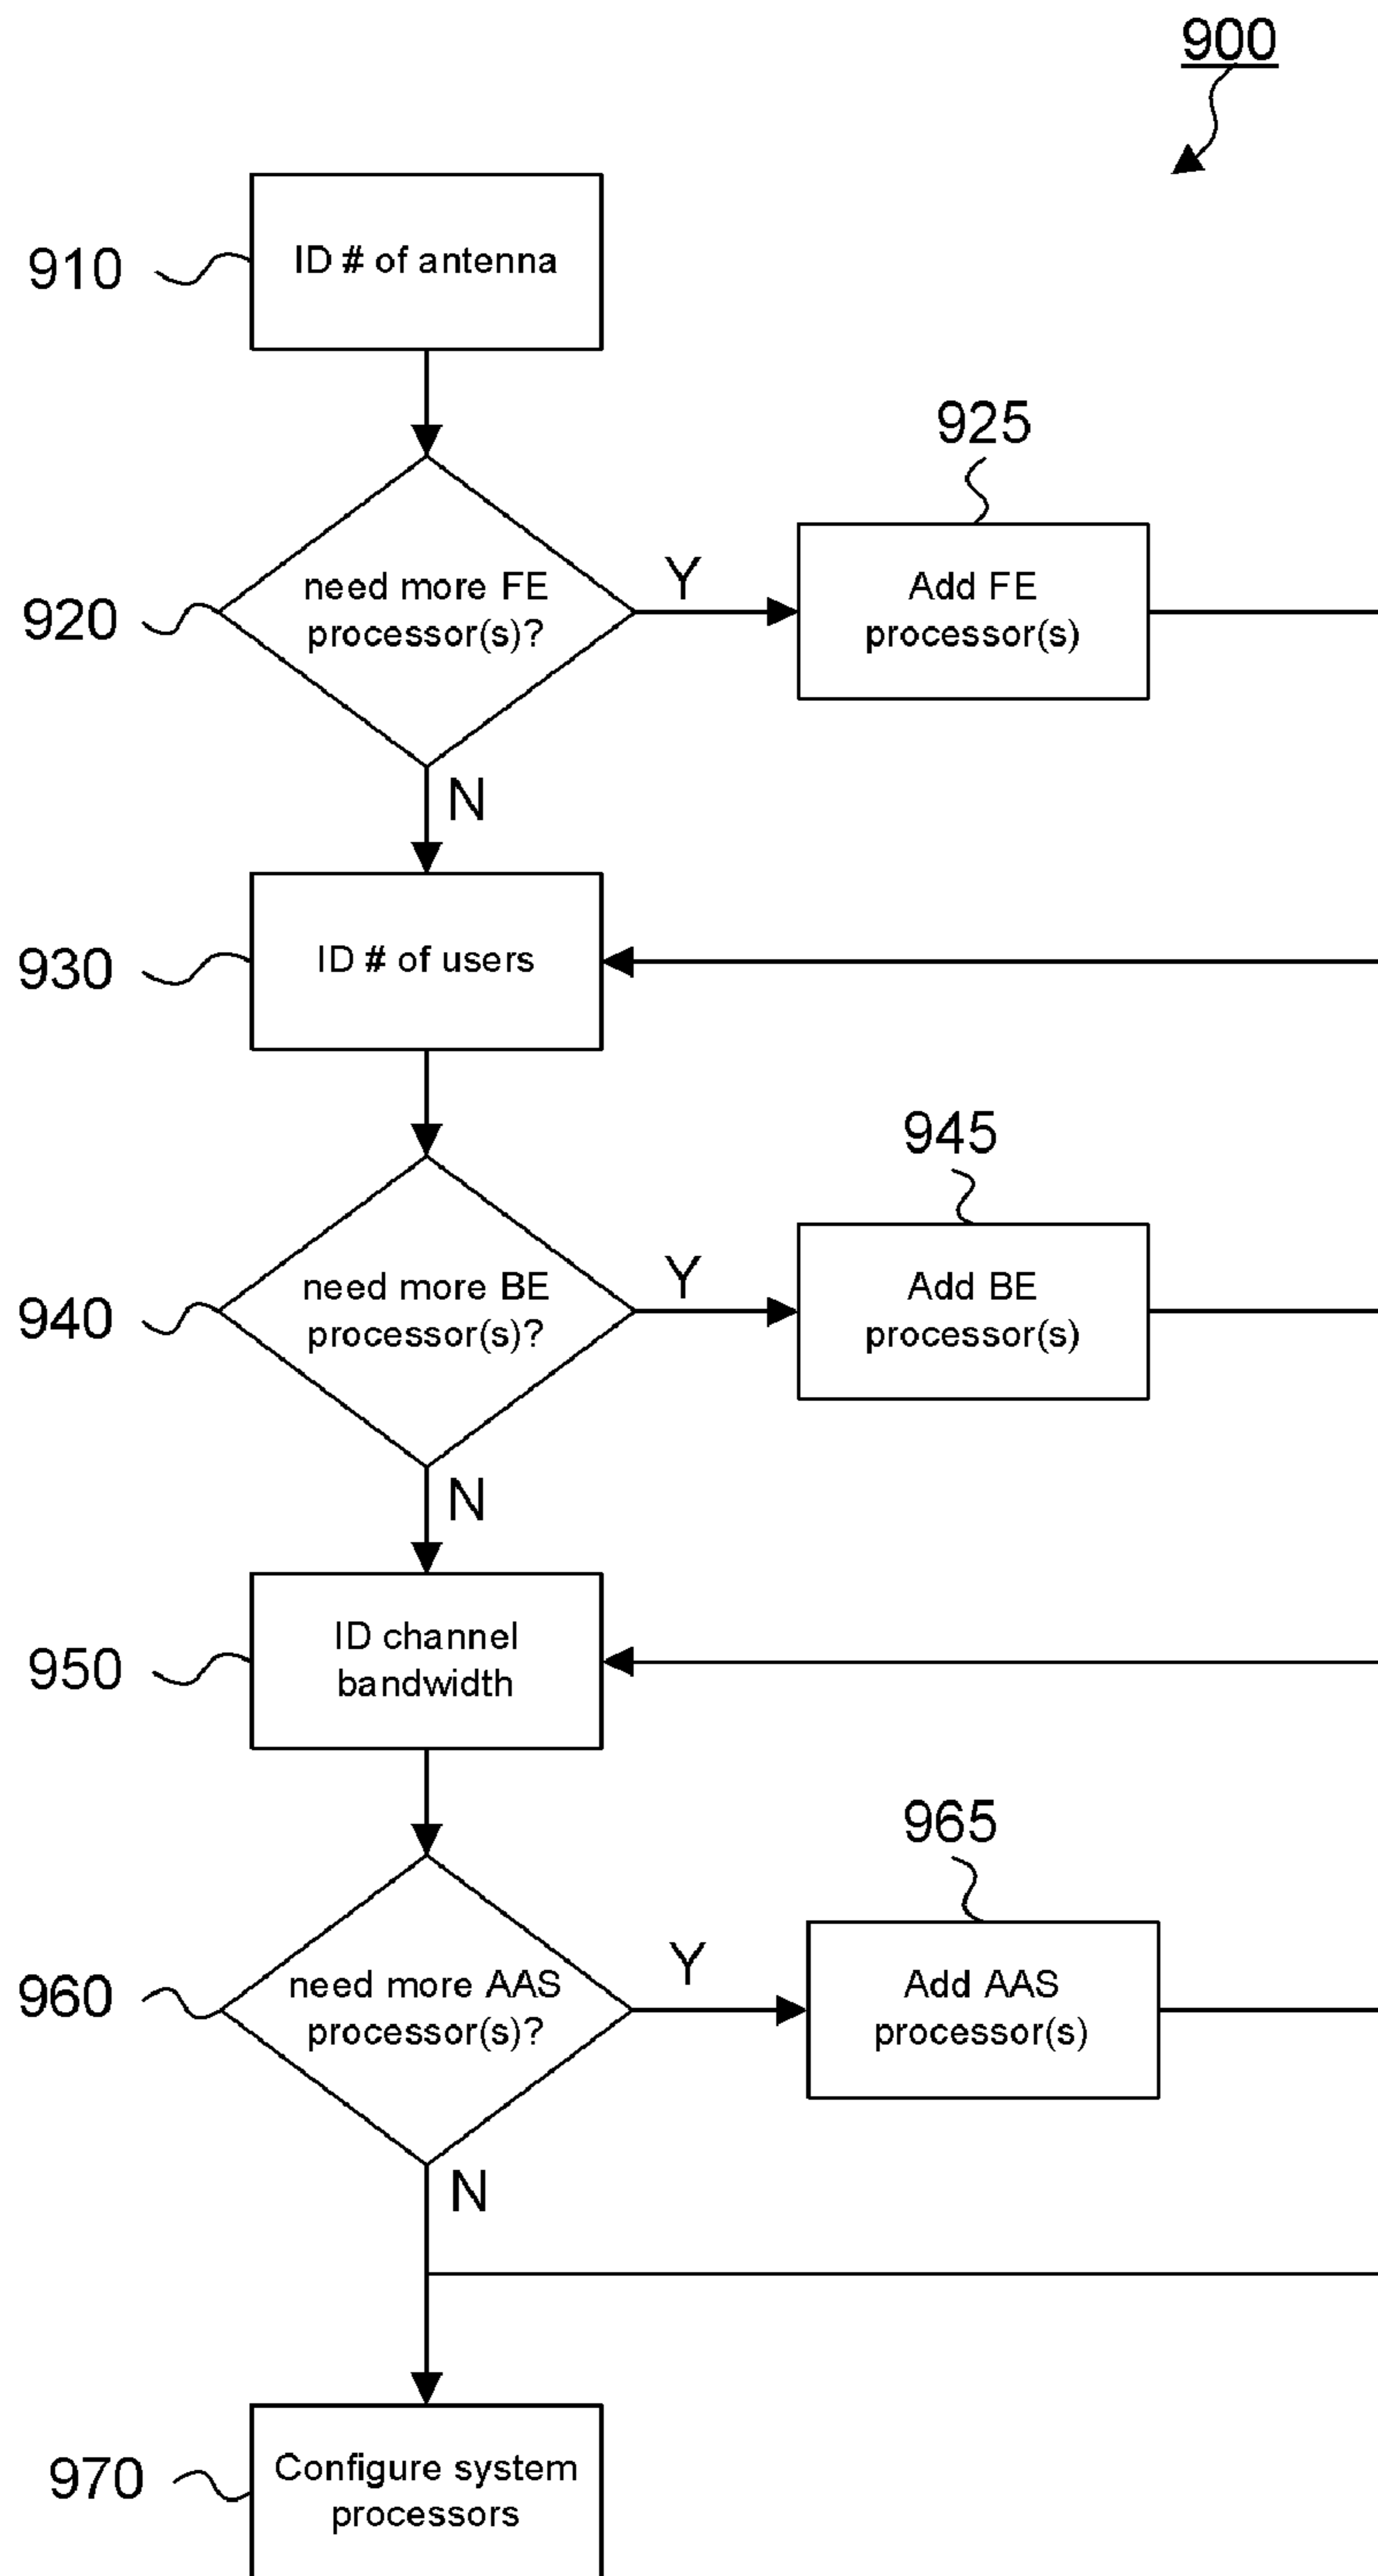 900
910
ID # of antenna
925
920
need more FE
processor(s)?
Y
Add FE
processor(s)
N
930
ID # of users
945
940
need more BE
processor(s)?
Y
Add BE
processor(s)
N
950
ID channel
bandwidth
965
960
need more AAS
processor(s)?
Y
Add AAS
processor(s)
N
970
Configure system
processors